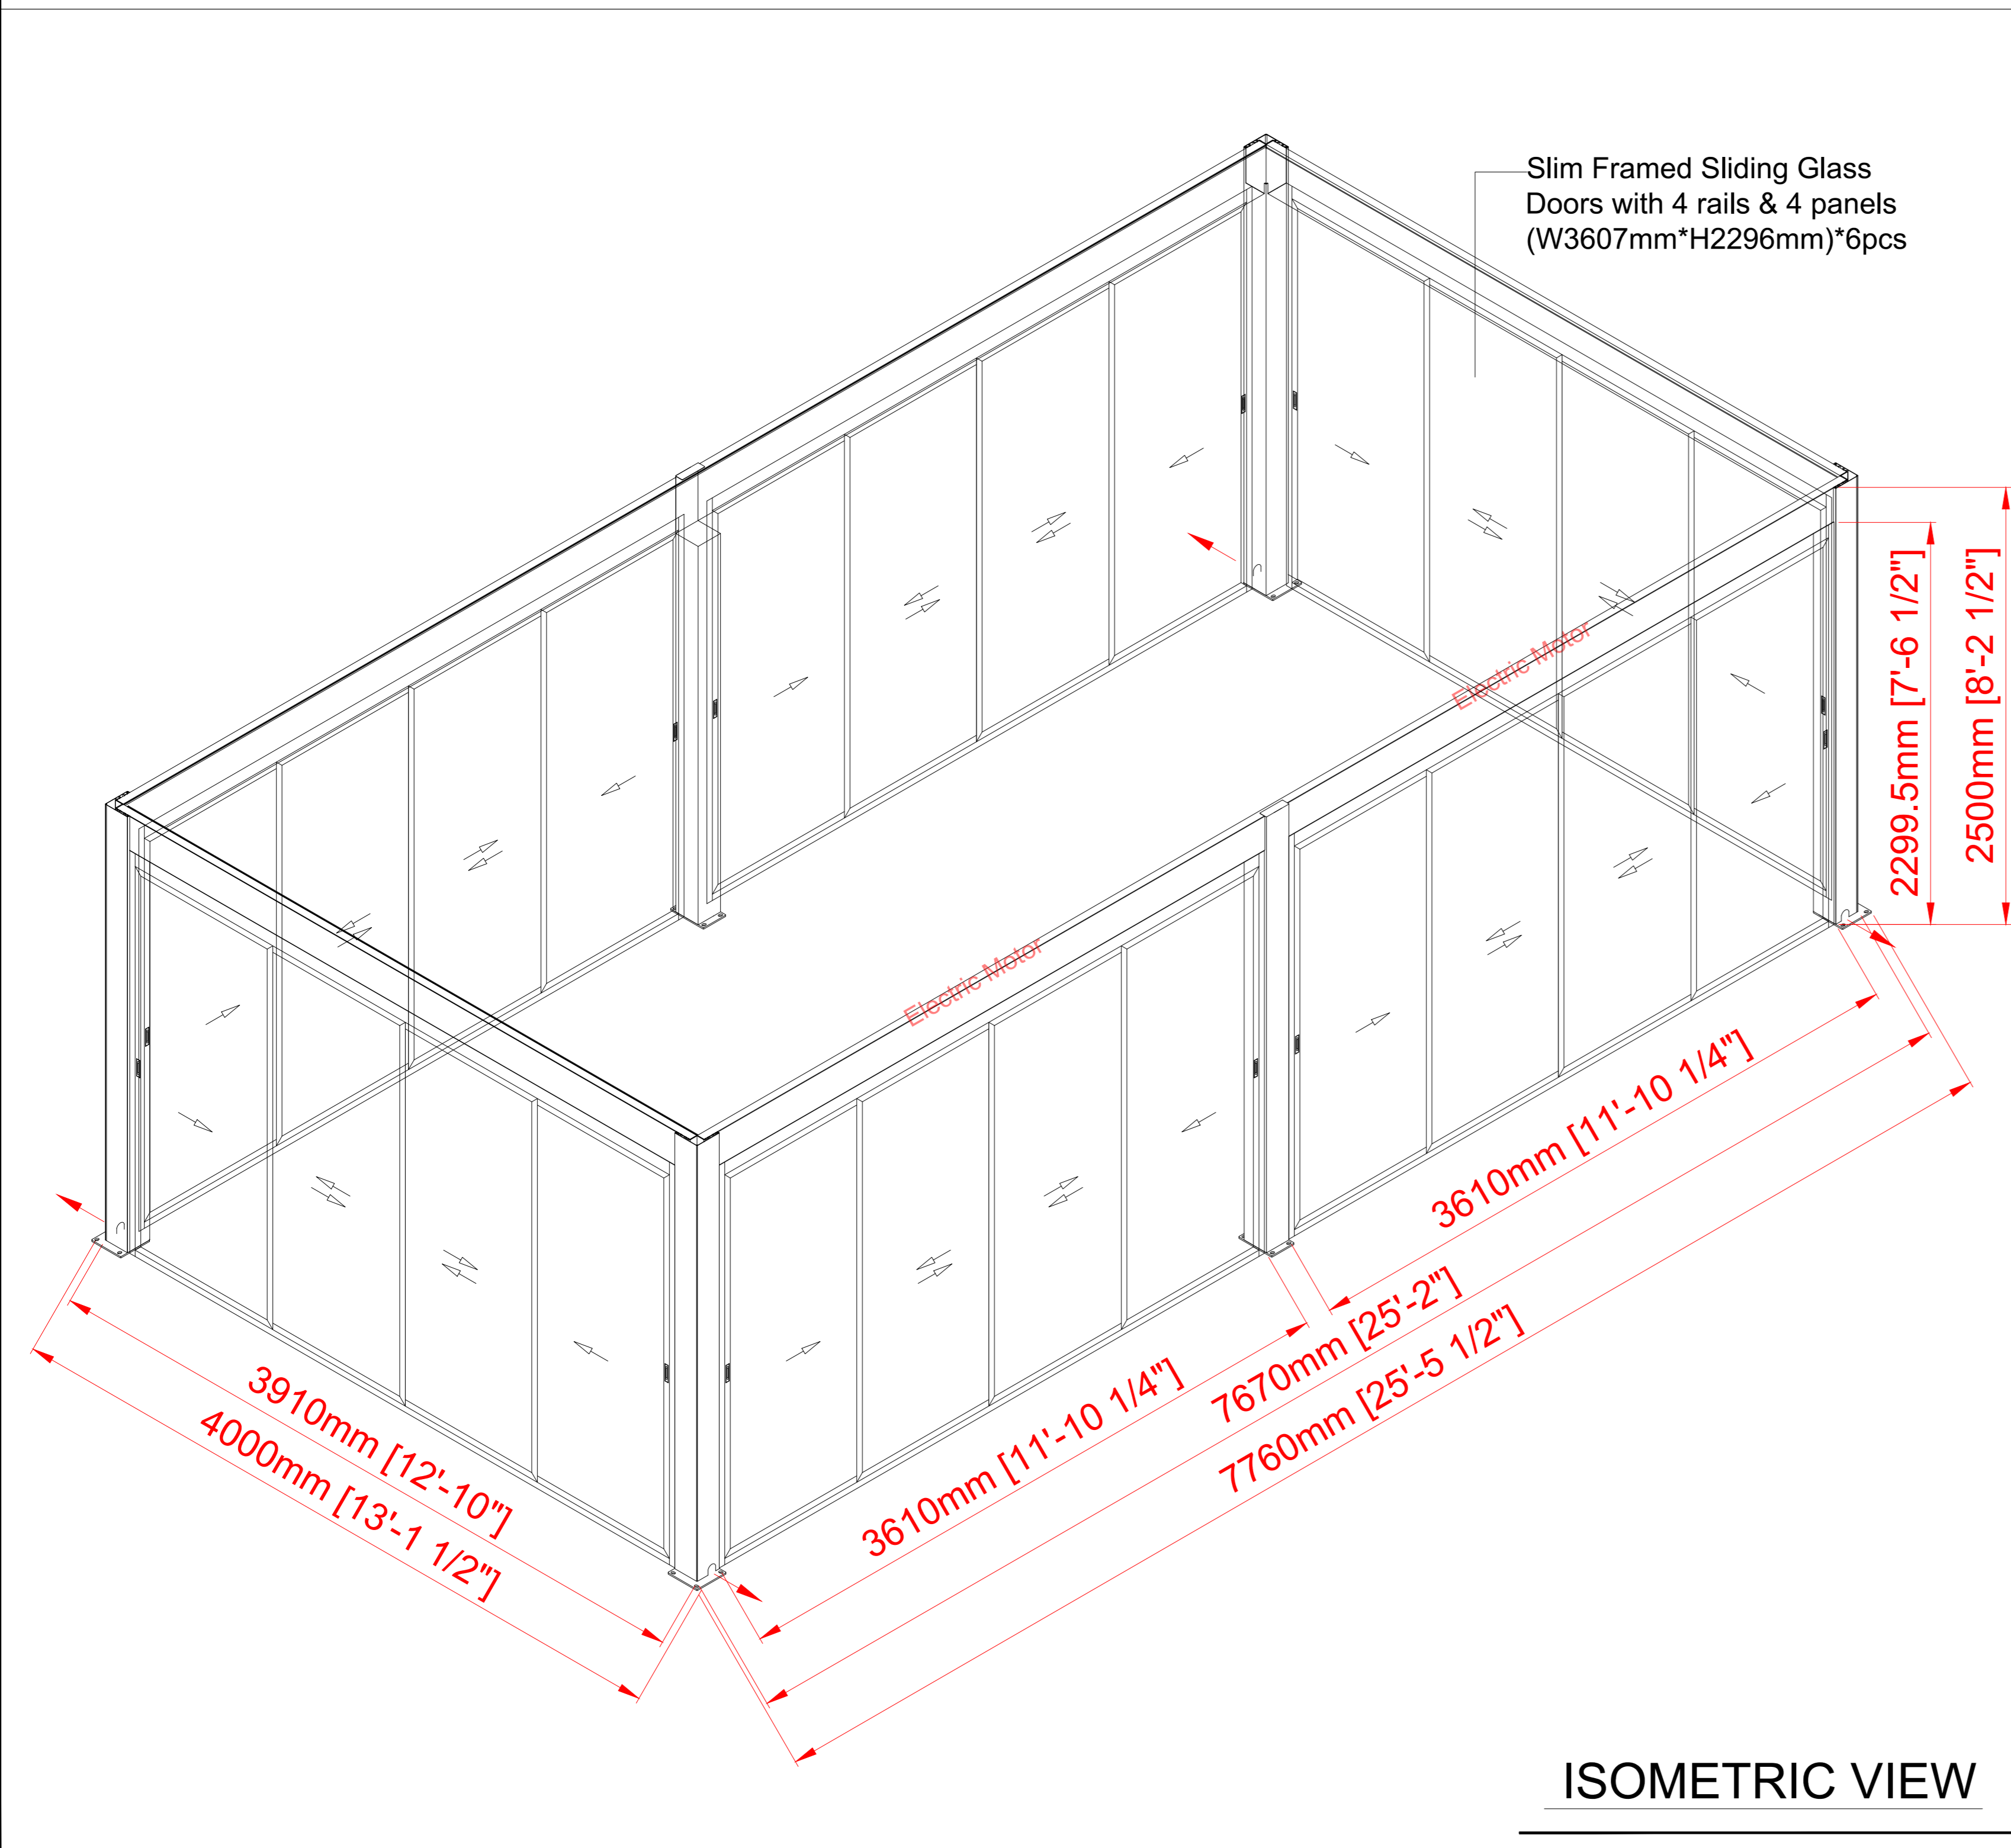 Slim Framed Sliding Glass
Doors with 4 rails & 4 panels
(W3607mm*H2296mm)*6pcs
Electric Motor
2299.5mm [7'-6 1/2"]
2500mm [8'-2 1/2"]
Electric Motor
3610mm [11'-10 1/4"]
7670mm [25'-2"]
7760mm [25'-5 1/2"]
3610mm [11'-10 1/4"]
3910mm [12'-10"]
4000mm [13'-1 1/2"]
ISOMETRIC VIEW